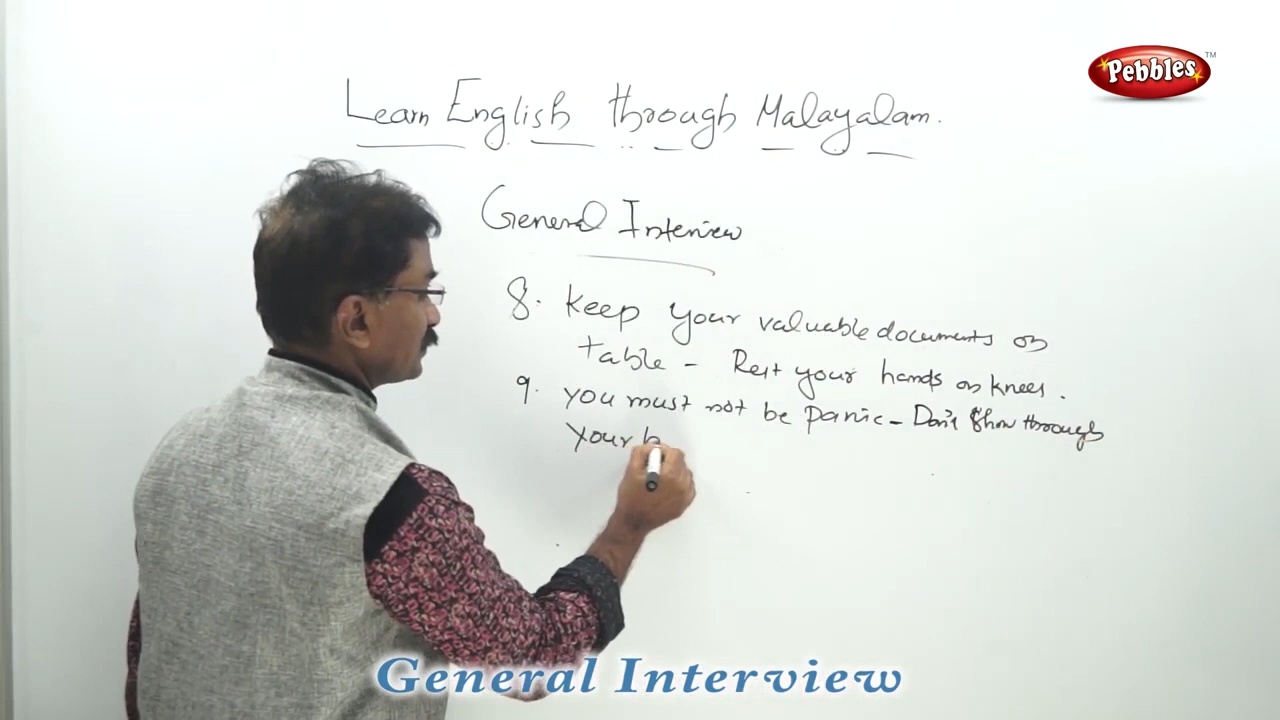 Pebbles TM
Learn English through Malayalam.
General Interview
8. Keep your valuable documents on
table - Rest your hands on knees.
9. you must not be panic - Don't show through
your b
General Interview